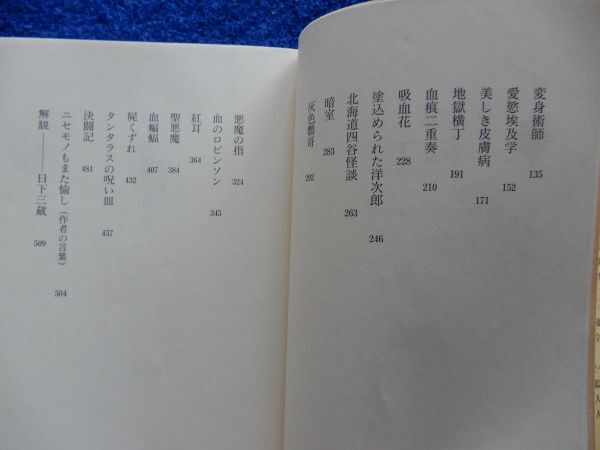 変身術師 135
愛慾埃及学 152
美しき皮膚病 171
地獄横丁 191
血痕二重奏 210
吸血花 228
塗込められた洋次郎 246
北海道四谷怪談 263
暗室 283
灰色鸚哥 292
悪魔の指 324
血のロビンソン 345
紅耳 364
聖悪魔 384
血蝙蝠 407
屍くずれ 432
タンタラスの呪い皿 457
決闘記 481
ニセモノもまた愉し（作者の言葉） 504
解説――日下三蔵 509